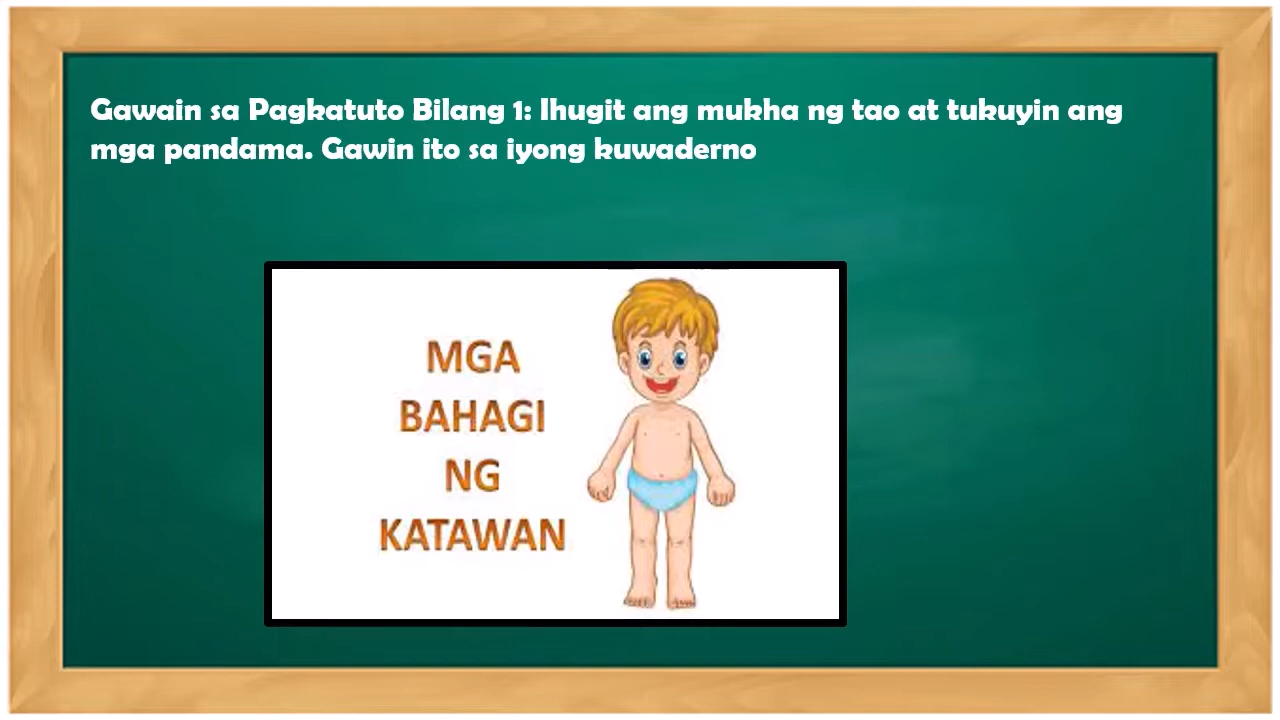 Gawain sa Pagkatuto Bilang 1: Ihugit ang mukha ng tao at tukuyin ang
mga pandama. Gawin ito sa iyong kuwaderno
MGA
BAHAGI
NG
KATAWAN